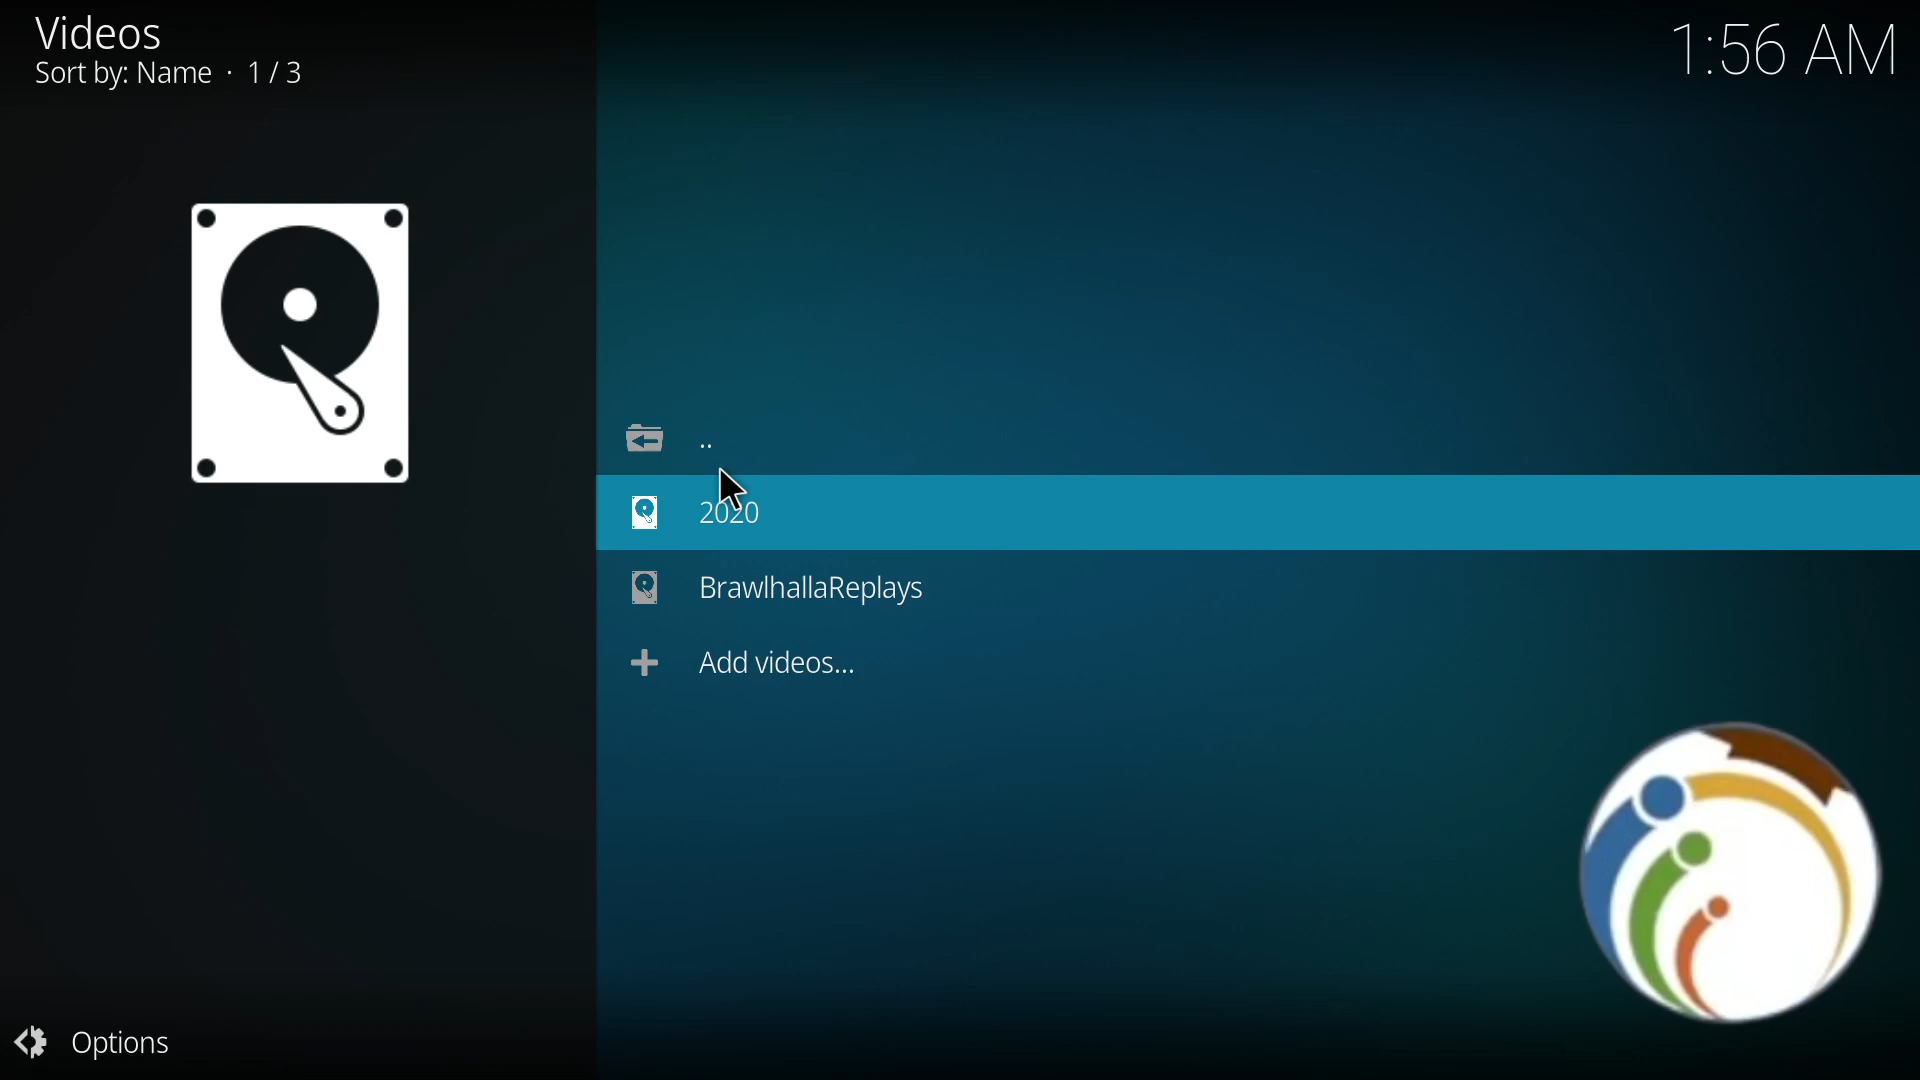 Videos
Sort by: Name · 1 / 3
1:56 AM
..
2020
BrawlhallaReplays
Add videos...
Options